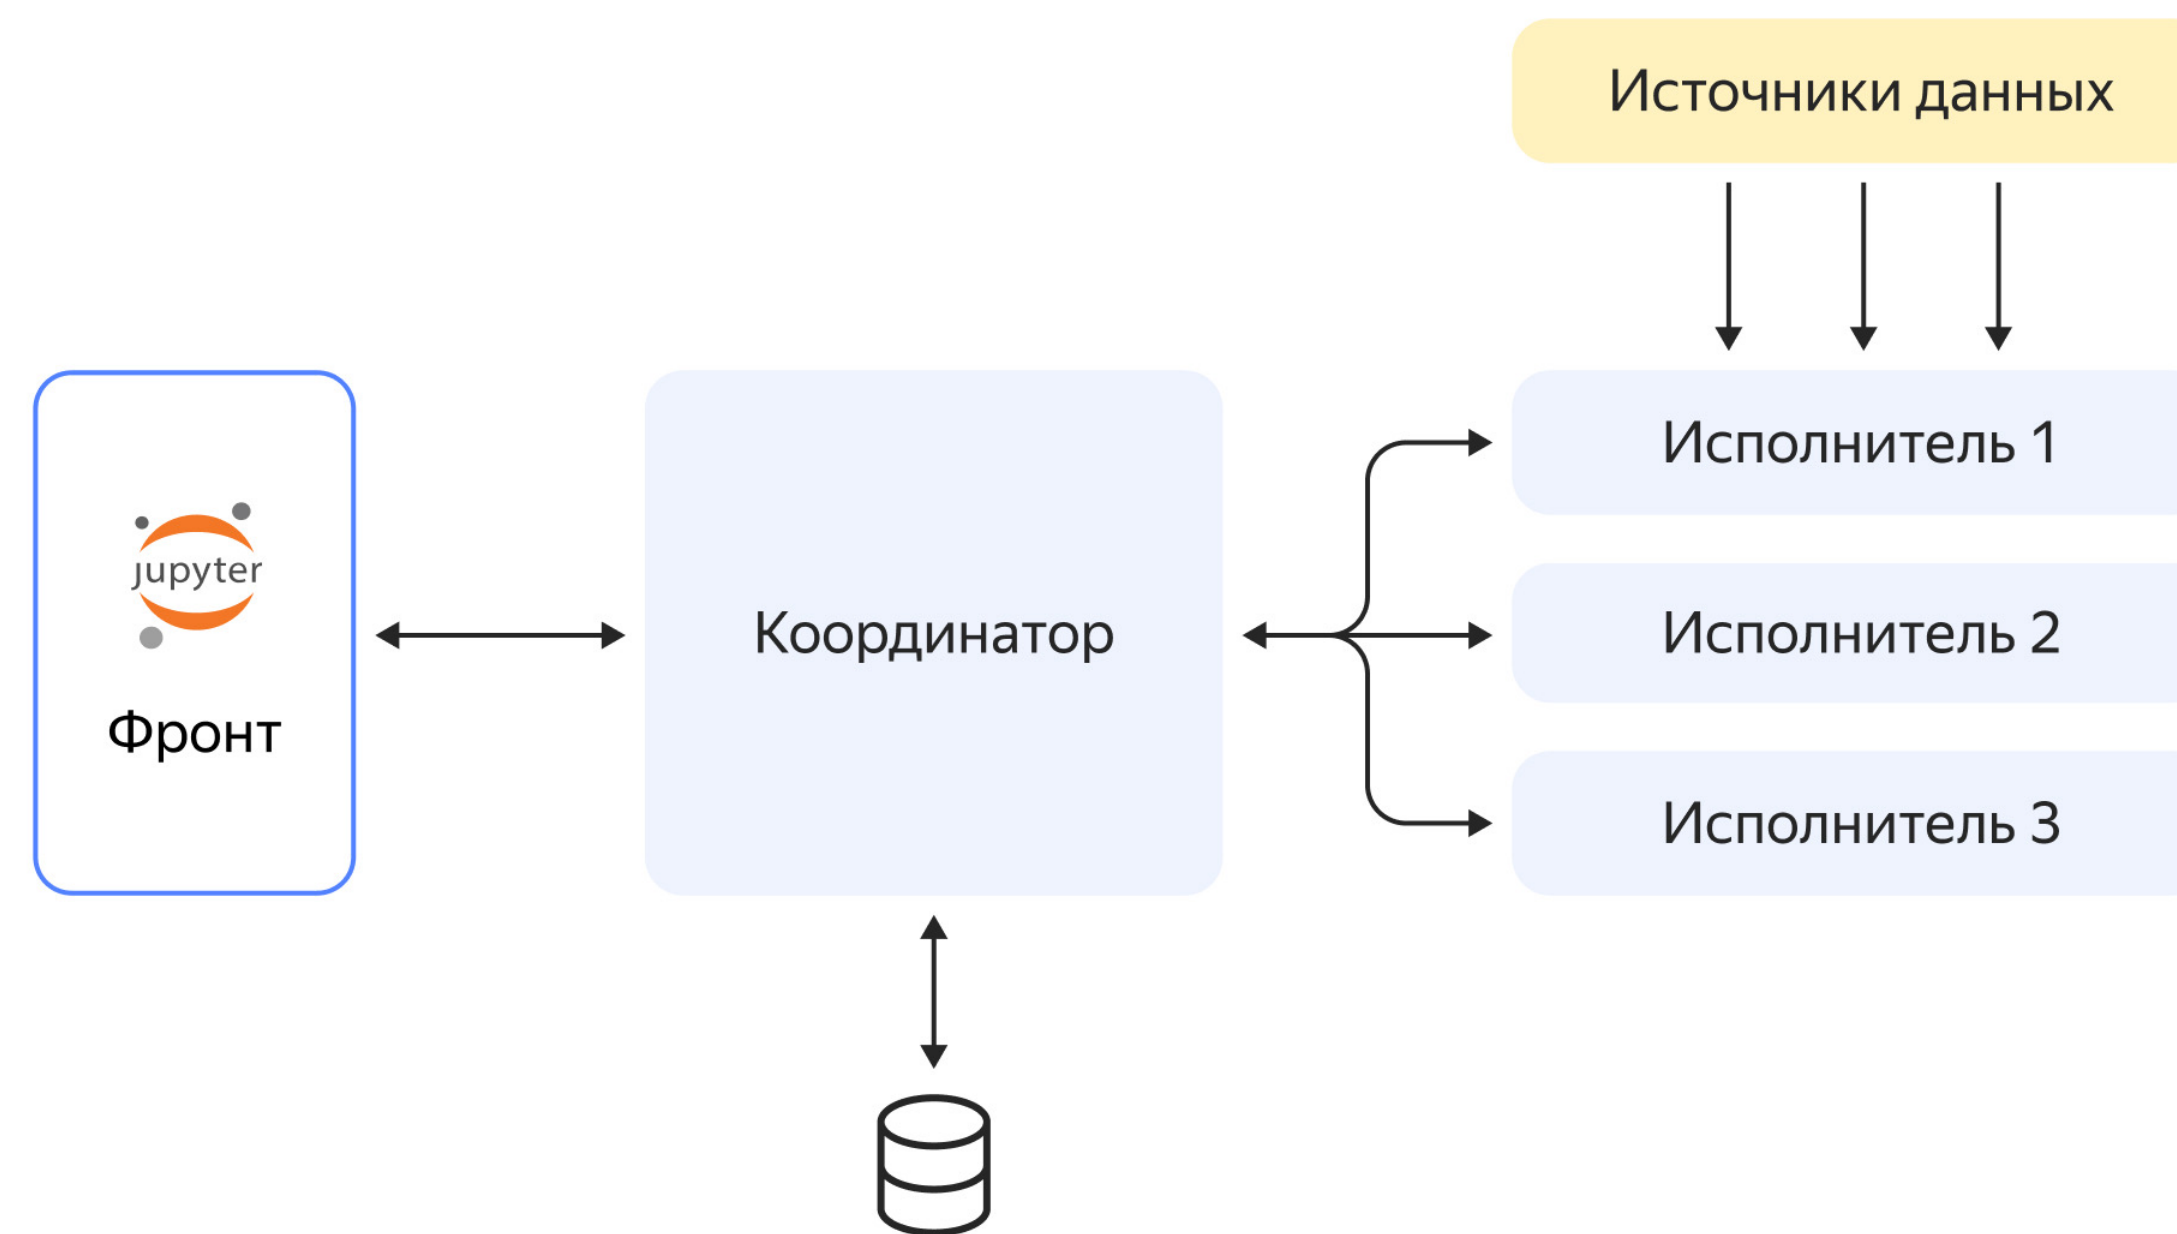 Источники данных
Исполнитель 1
jupyter
Координатор
Исполнитель 2
Фронт
Исполнитель 3